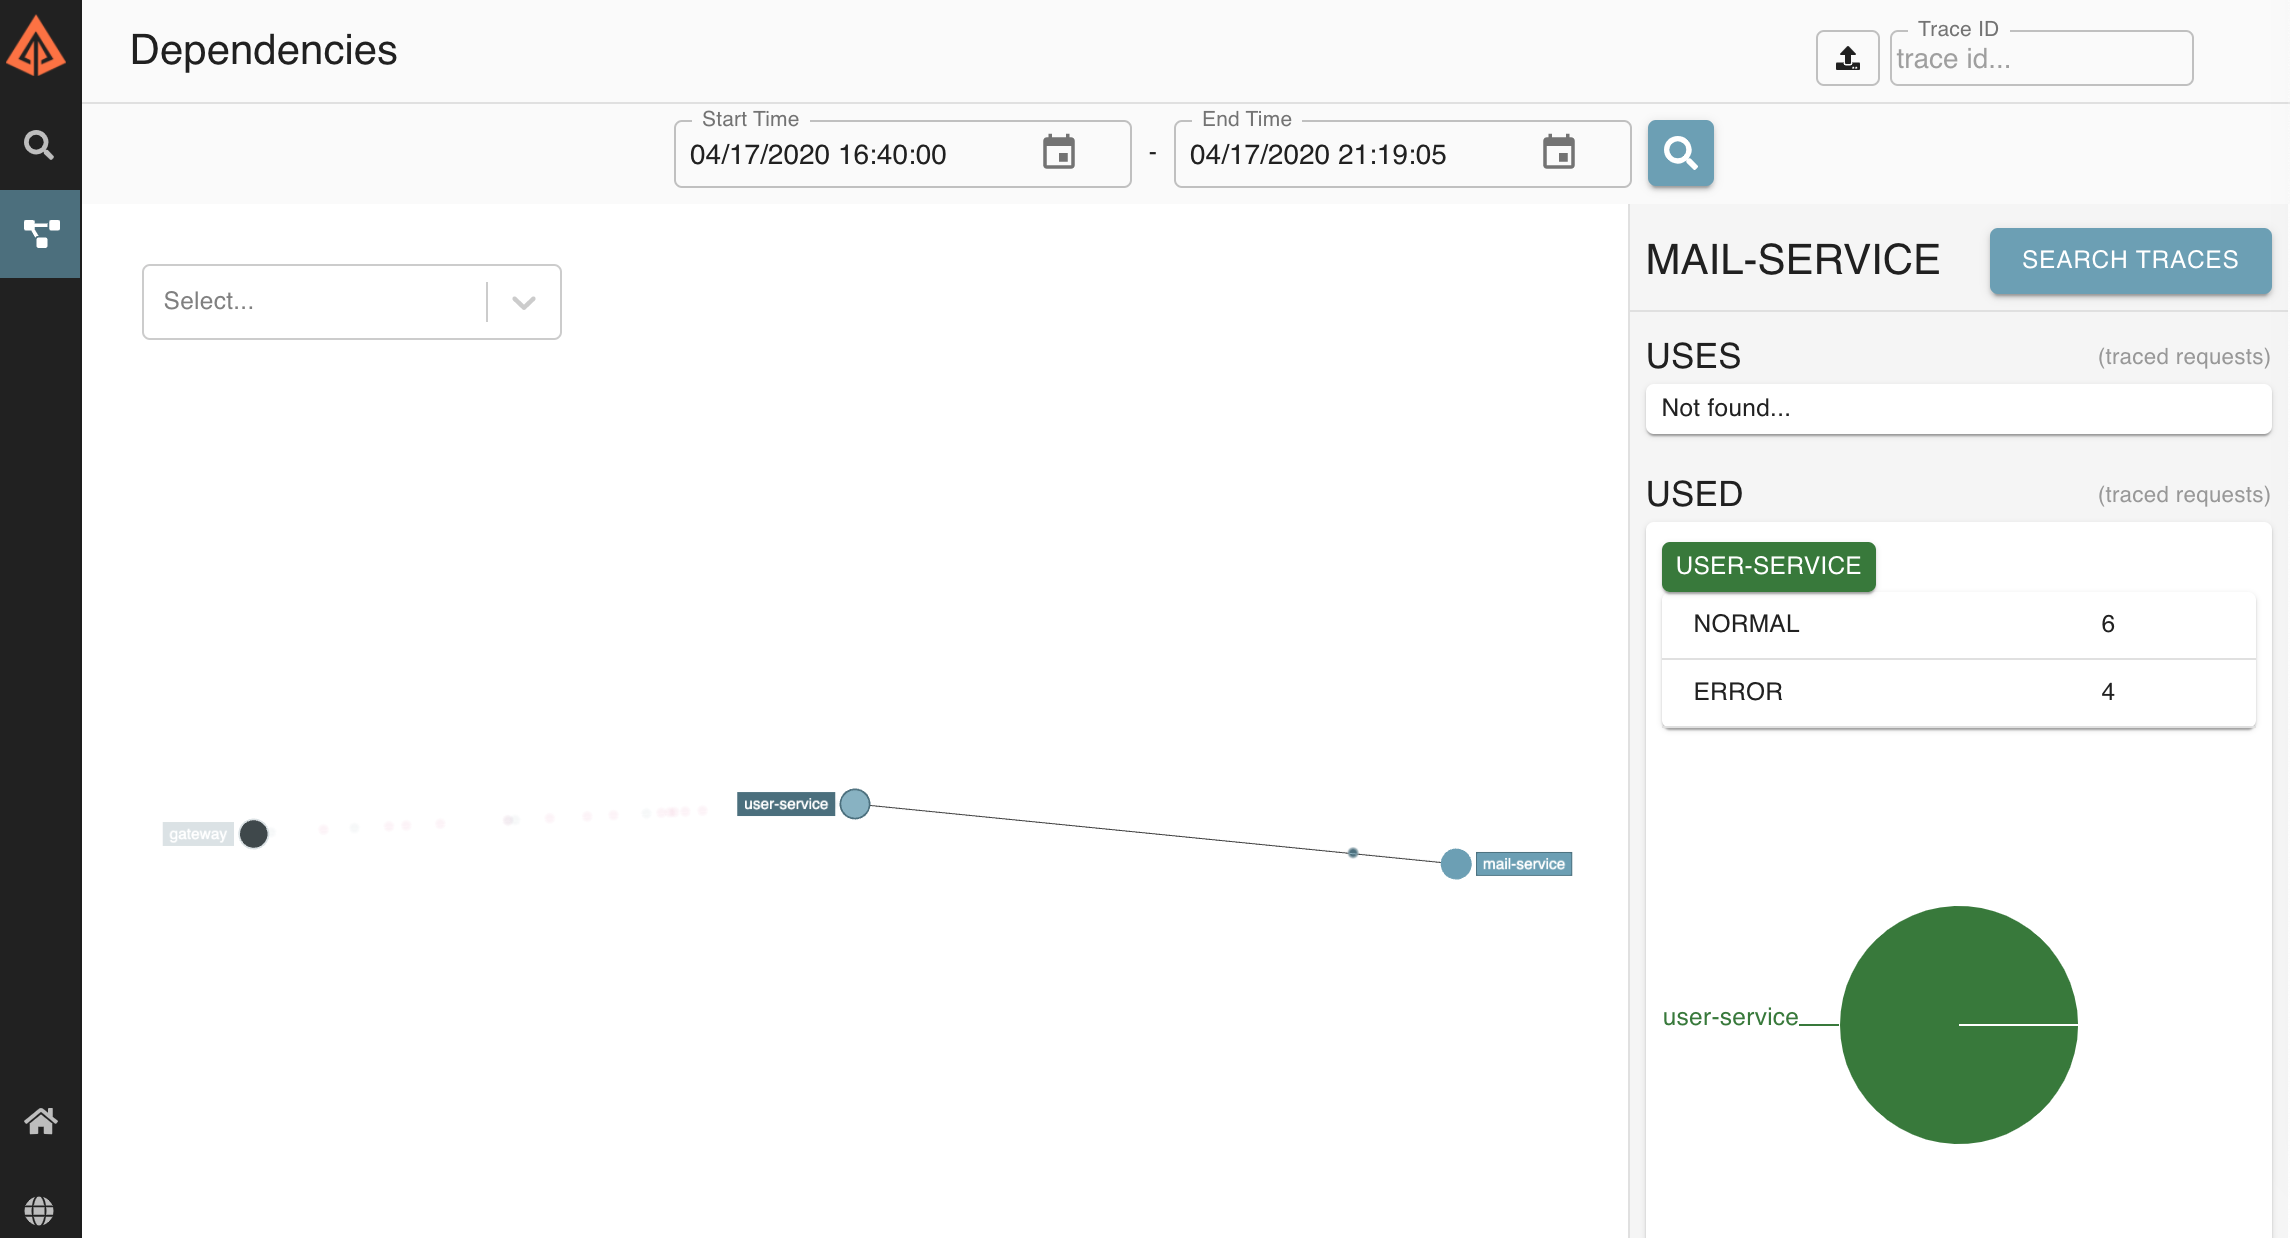 Dependencies
Trace ID
trace id...
Start Time
04/17/2020 16:40:00
-
End Time
04/17/2020 21:19:05
Select...
MAIL-SERVICE
SEARCH TRACES
USES
(traced requests)
Not found...
USED
(traced requests)
USER-SERVICE
NORMAL 6
ERROR 4
gateway
user-service
mail-service
user-service